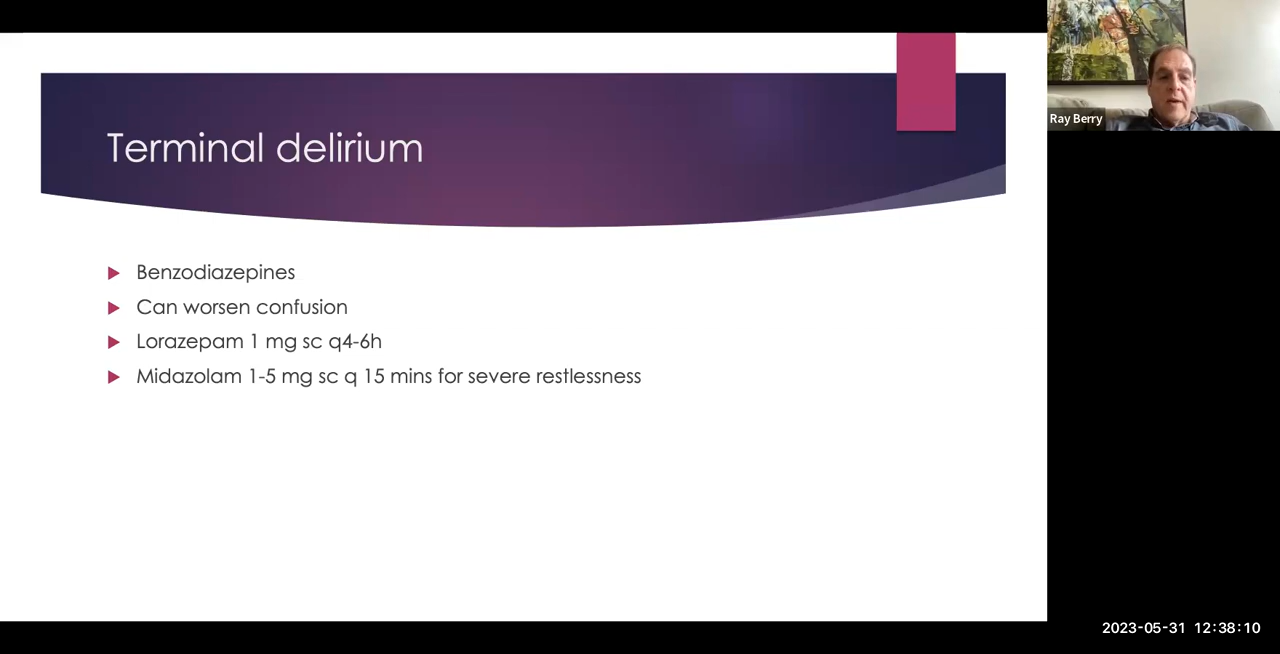 Terminal delirium
Benzodiazepines
Can worsen confusion
Lorazepam 1 mg sc q4-6h
Midazolam 1-5 mg sc q 15 mins for severe restlessness
Ray Berry
2023-05-31 12:38:10